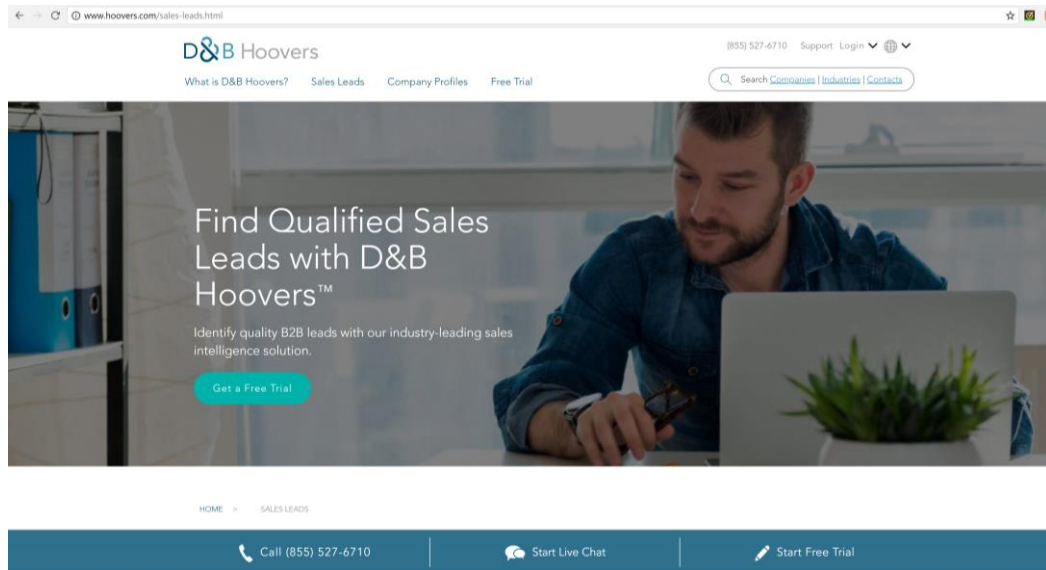 www.hoovers.com/sales-leads.html
D&B Hoovers
(855) 527-6710 Support Login
What is D&B Hoovers? Sales Leads Company Profiles Free Trial
Search Companies | Industries | Contacts
Find Qualified Sales
Leads with D&B
Hoovers™
Identify quality B2B leads with our industry-leading sales
intelligence solution.
Get a Free Trial
HOME > SALES LEADS
Call (855) 527-6710 Start Live Chat Start Free Trial